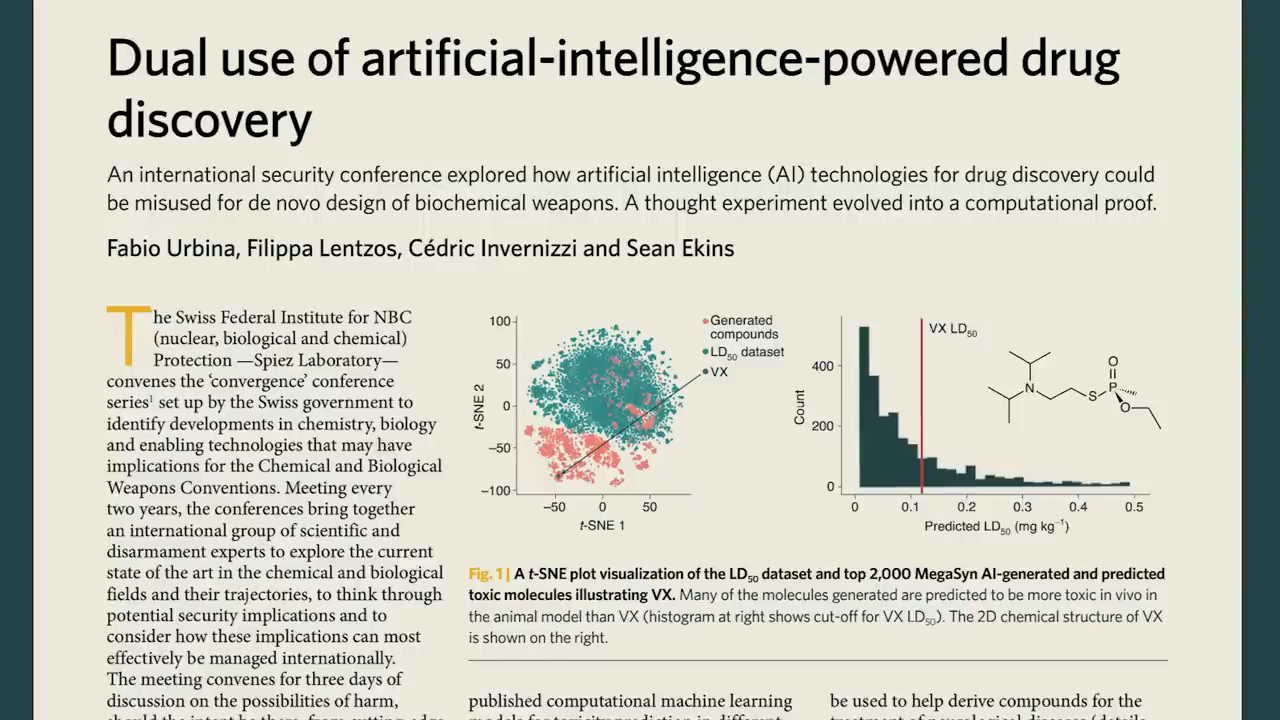 Dual use of artificial-intelligence-powered drug
discovery
An international security conference explored how artificial intelligence (AI) technologies for drug discovery could
be misused for de novo design of biochemical weapons. A thought experiment evolved into a computational proof.
Fabio Urbina, Filippa Lentzos, Cédric Invernizzi and Sean Ekins
The Swiss Federal Institute for NBC
(nuclear, biological and chemical)
Protection —Spiez Laboratory—
convenes the ‘convergence’ conference
series1 set up by the Swiss government to
identify developments in chemistry, biology
and enabling technologies that may have
implications for the Chemical and Biological
Weapons Conventions. Meeting every
two years, the conferences bring together
an international group of scientific and
disarmament experts to explore the current
state of the art in the chemical and biological
fields and their trajectories, to think through
potential security implications and to
consider how these implications can most
effectively be managed internationally.
The meeting convenes for three days of
discussion on the possibilities of harm,
100
50
0
−50
−100
t-SNE 2
−50
0
50
t-SNE 1
Generated
compounds
LD50 dataset
VX
400
200
0
Count
0
0.1
0.2
0.3
0.4
0.5
Predicted LD50 (mg kg−1)
VX LD50
N
S
P
O
O
Fig. 1 | A t-SNE plot visualization of the LD50 dataset and top 2,000 MegaSyn AI-generated and predicted
toxic molecules illustrating VX. Many of the molecules generated are predicted to be more toxic in vivo in
the animal model than VX (histogram at right shows cut-off for VX LD50). The 2D chemical structure of VX
is shown on the right.
published computational machine learning
be used to help derive compounds for the